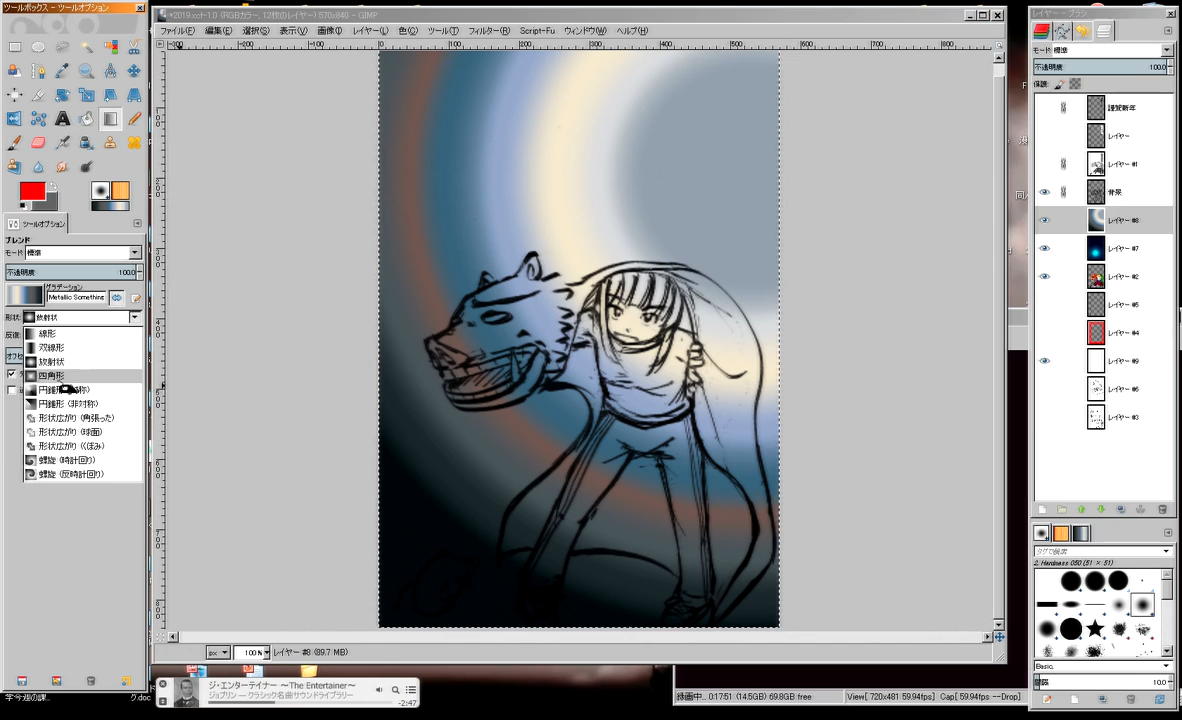 ツールボックス - ツールオプション
ツールオプション
ブレンド
モード: 標準
不透明度 100.0
グラデーション
Metallic Something
形状: 放射状
反復:
線形
双線形
放射状
四角形
円錐形 (非対称)
形状広がり (角張った)
形状広がり (球面)
形状広がり (くぼみ)
螺旋 (時計回り)
螺旋 (反時計回り)
*2019.xcf-1.0 (RGBカラー, 12枚のレイヤー) 570x840 – GIMP
ファイル(F) 編集(E) 選択(S) 表示(V) 画像(I) レイヤー(L) 色(C) ツール(T) フィルター(R) Script-Fu ウィンドウ(W) ヘルプ(H)
px 100% レイヤー #8 (89.7 MB)
レイヤー - ブラシ
モード: 標準
不透明度 100.0
保護:
謹賀新年
レイヤー
レイヤー #1
背景
レイヤー #8
レイヤー #7
レイヤー #2
レイヤー #5
レイヤー #4
レイヤー #9
レイヤー #6
レイヤー #3
タグで検索
2. Hardness 050 (51 × 51)
Basic,
間隔 10.0
ジ・エンターテイナー 〜The Entertainer〜
ジョプリン — クラシック名曲サウンドライブラリー
-2:47
録画中... 0:17:51 (14.5GB) 69.8GB free
View[ 720x481 59.94fps] Cap[ 59.94fps --Drop]